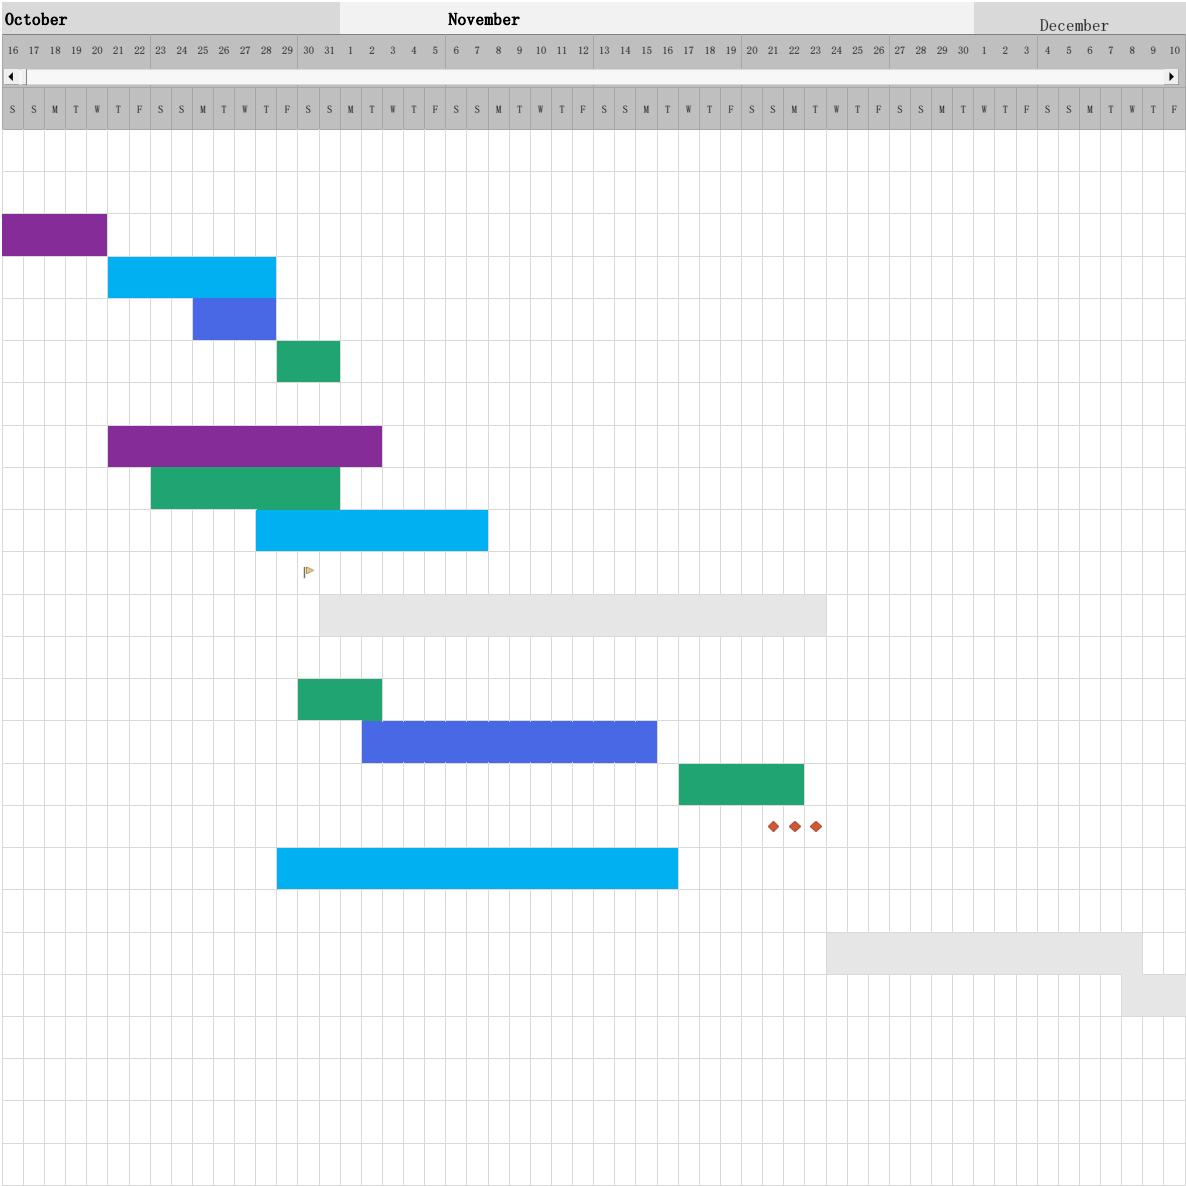 October November December
16 17 18 19 20 21 22 23 24 25 26 27 28 29 30 31 1 2 3 4 5 6 7 8 9 10 11 12 13 14 15 16 17 18 19 20 21 22 23 24 25 26 27 28 29 30 1 2 3 4 5 6 7 8 9 10
S S M T W T F S S M T W T F S S M T W T F S S M T W T F S S M T W T F S S M T W T F S S M T W T F S S M T W T F